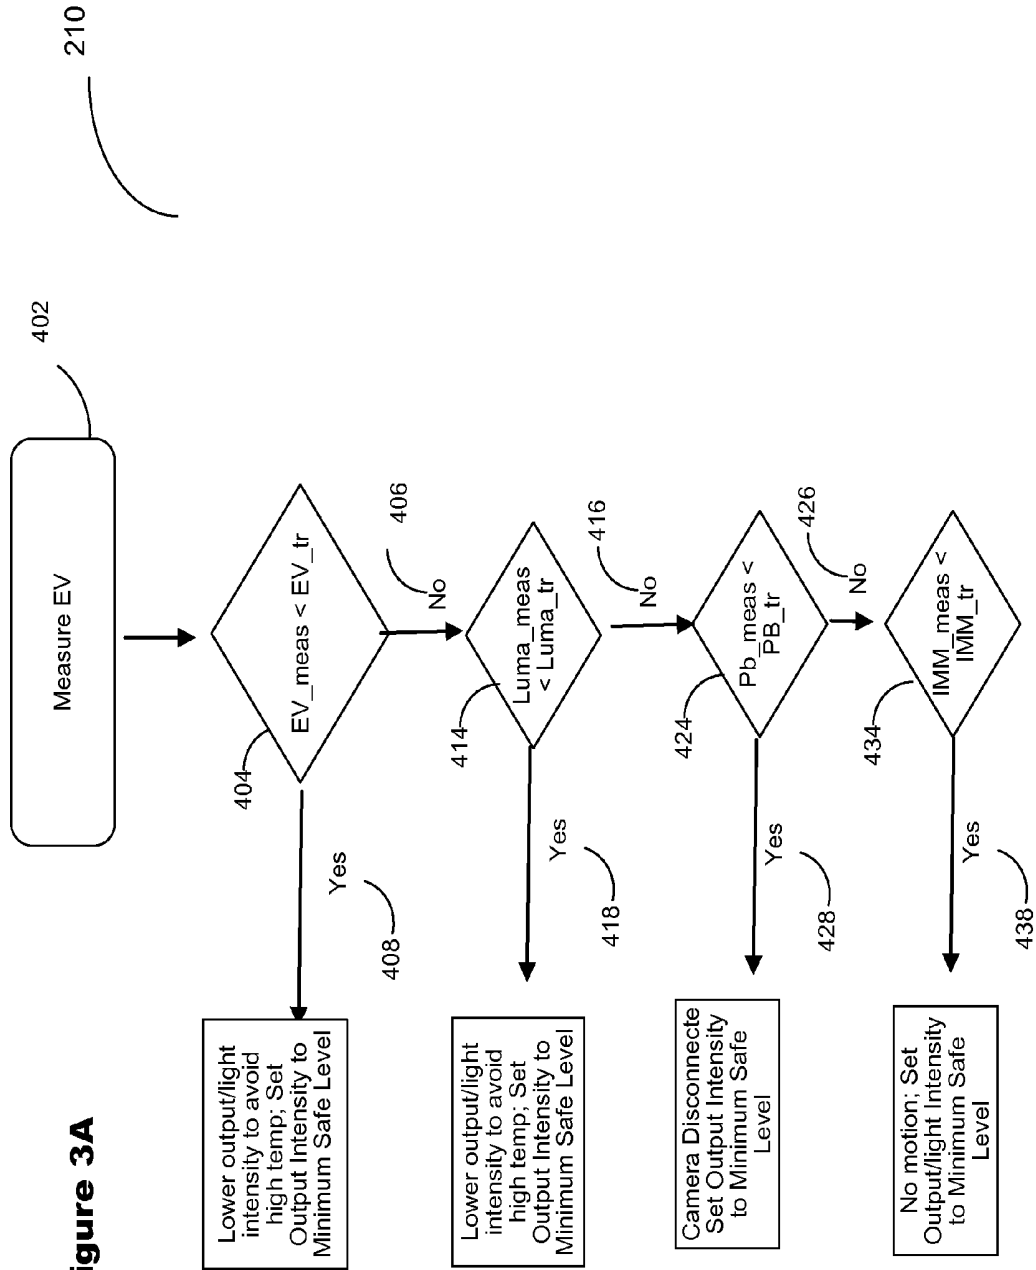 igure 3A
210
402
Measure EV
404
EV_meas < EV_tr
406
No
Yes
408
Lower output/light
intensity to avoid
high temp; Set
Output Intensity to
Minimum Safe Level
414
Luma_meas
< Luma_tr
416
No
Yes
418
Lower output/light
intensity to avoid
high temp; Set
Output Intensity to
Minimum Safe Level
424
Pb_meas <
PB_tr
426
No
Yes
428
Camera Disconnecte
Set Output Intensity
to Minimum Safe
Level
434
IMM_meas <
IMM_tr
Yes
438
No motion; Set
Output/light Intensity
to Minimum Safe
Level